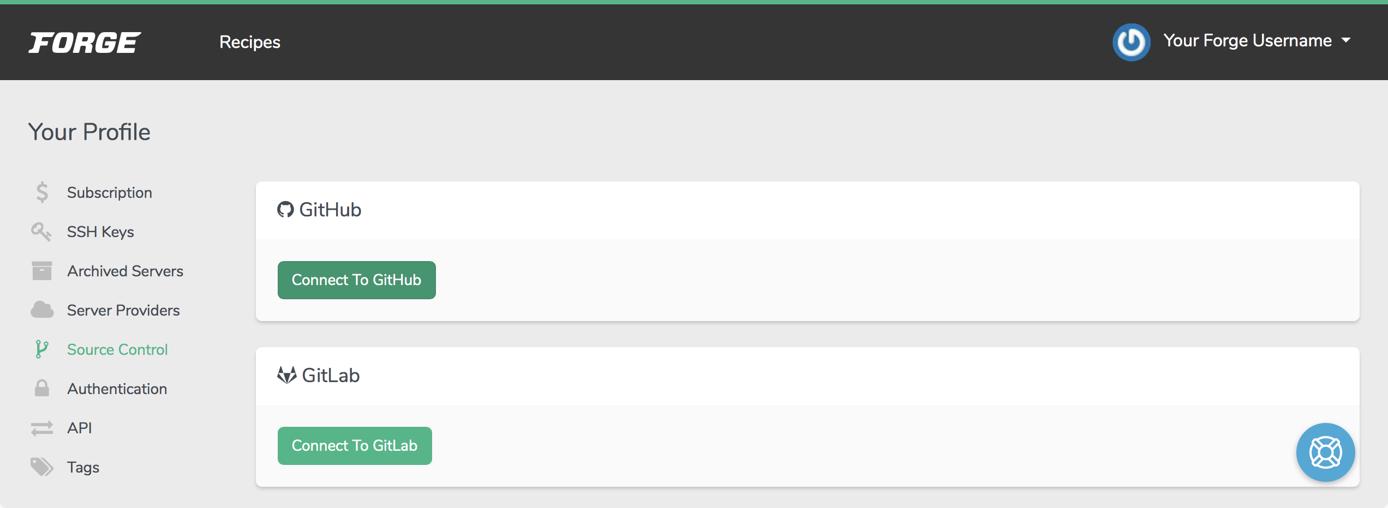 FORGE
Recipes
Your Forge Username
Your Profile
Subscription
SSH Keys
Archived Servers
Server Providers
Source Control
Authentication
API
Tags
GitHub
Connect To GitHub
GitLab
Connect To GitLab